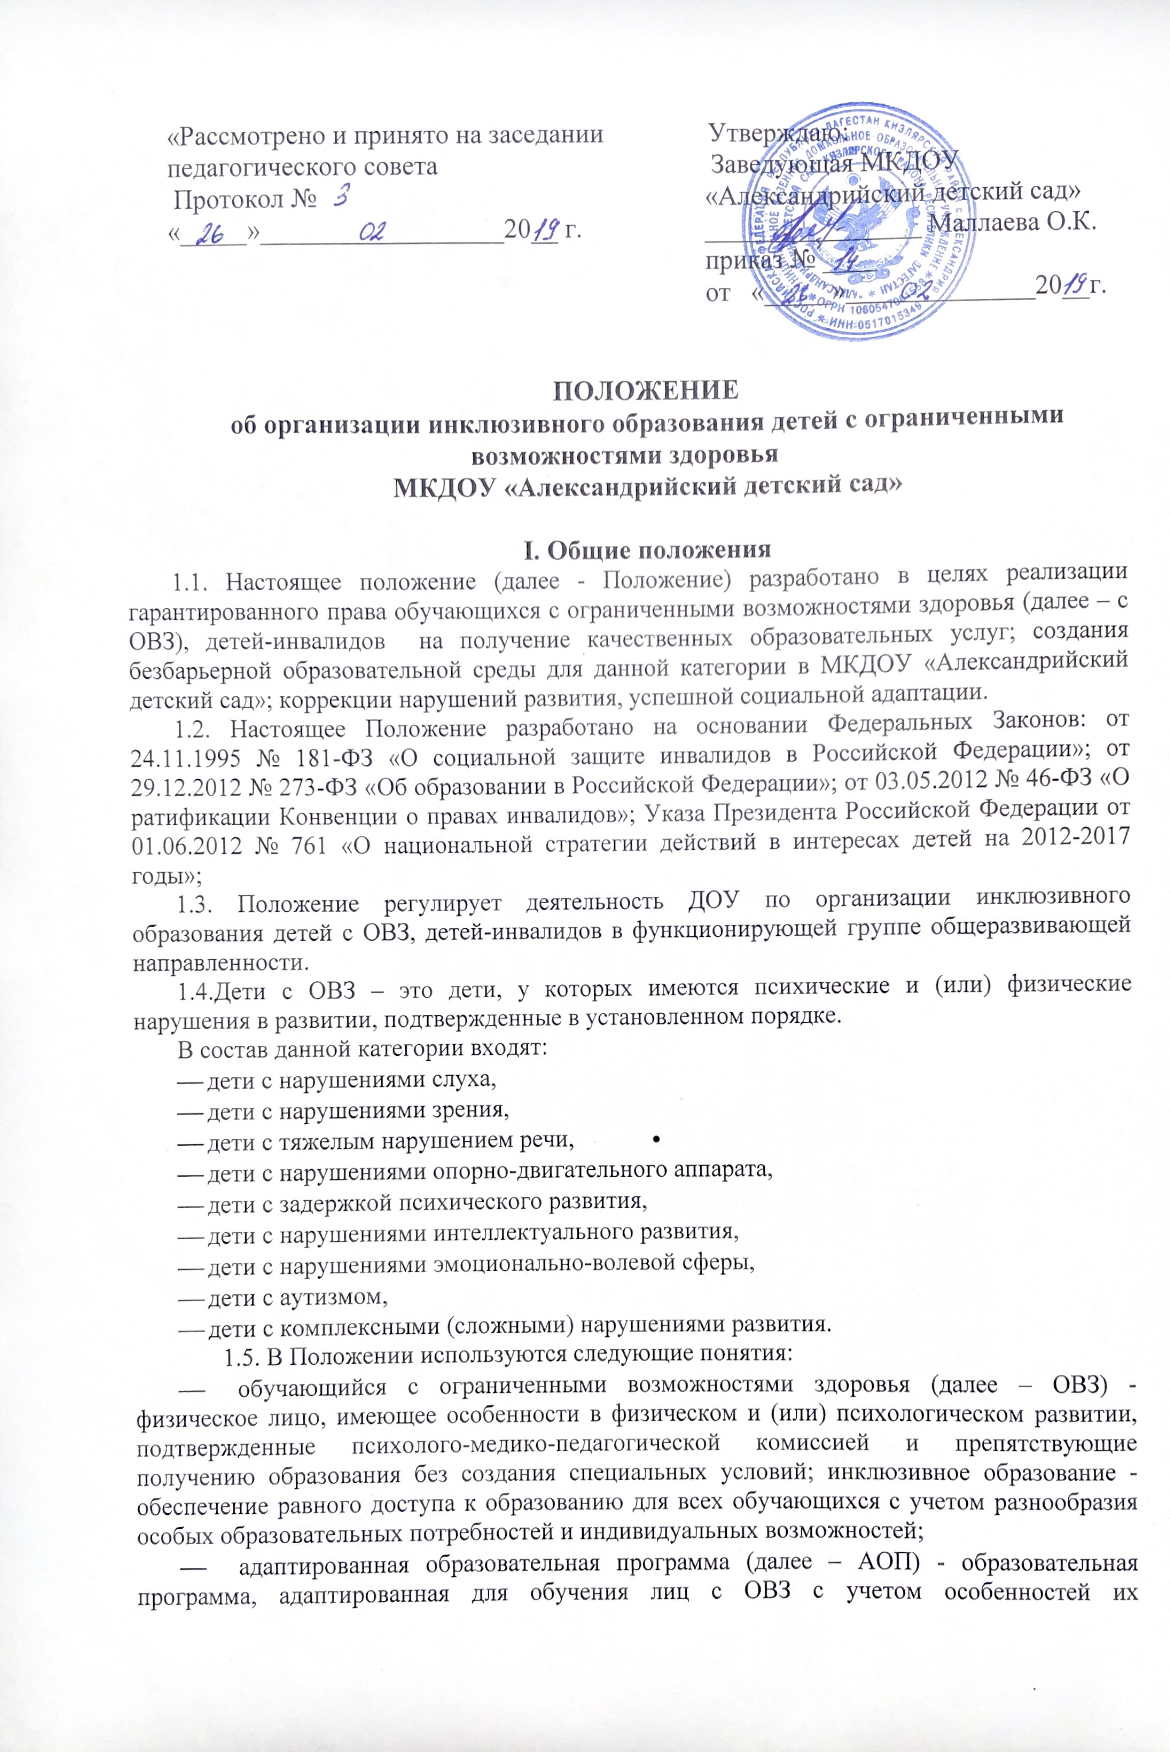 «Рассмотрено и принято на заседании
педагогического совета
Протокол № 3
« 26 » 02 2019 г.
Утверждаю:
Заведующая МКДОУ
«Александрийский детский сад»
Маллаева О.К.
приказ № 14
от « 26 » 02 2019 г.
ПОЛОЖЕНИЕ
об организации инклюзивного образования детей с ограниченными
возможностями здоровья
МКДОУ «Александрийский детский сад»
I. Общие положения
1.1. Настоящее положение (далее - Положение) разработано в целях реализации
гарантированного права обучающихся с ограниченными возможностями здоровья (далее – с
ОВЗ), детей-инвалидов на получение качественных образовательных услуг; создания
безбарьерной образовательной среды для данной категории в МКДОУ «Александрийский
детский сад»; коррекции нарушений развития, успешной социальной адаптации.
1.2. Настоящее Положение разработано на основании Федеральных Законов: от
24.11.1995 № 181-ФЗ «О социальной защите инвалидов в Российской Федерации»; от
29.12.2012 № 273-ФЗ «Об образовании в Российской Федерации»; от 03.05.2012 № 46-ФЗ «О
ратификации Конвенции о правах инвалидов»; Указа Президента Российской Федерации от
01.06.2012 № 761 «О национальной стратегии действий в интересах детей на 2012-2017
годы»;
1.3. Положение регулирует деятельность ДОУ по организации инклюзивного
образования детей с ОВЗ, детей-инвалидов в функционирующей группе общеразвивающей
направленности.
1.4.Дети с ОВЗ – это дети, у которых имеются психические и (или) физические
нарушения в развитии, подтвержденные в установленном порядке.
В состав данной категории входят:
—дети с нарушениями слуха,
—дети с нарушениями зрения,
—дети с тяжелым нарушением речи,
—дети с нарушениями опорно-двигательного аппарата,
—дети с задержкой психического развития,
—дети с нарушениями интеллектуального развития,
—дети с нарушениями эмоционально-волевой сферы,
—дети с аутизмом,
—дети с комплексными (сложными) нарушениями развития.
1.5. В Положении используются следующие понятия:
— обучающийся с ограниченными возможностями здоровья (далее – ОВЗ) -
физическое лицо, имеющее особенности в физическом и (или) психологическом развитии,
подтвержденные психолого-медико-педагогической комиссией и препятствующие
получению образования без создания специальных условий; инклюзивное образование -
обеспечение равного доступа к образованию для всех обучающихся с учетом разнообразия
особых образовательных потребностей и индивидуальных возможностей;
— адаптированная образовательная программа (далее – АОП) - образовательная
программа, адаптированная для обучения лиц с ОВЗ с учетом особенностей их